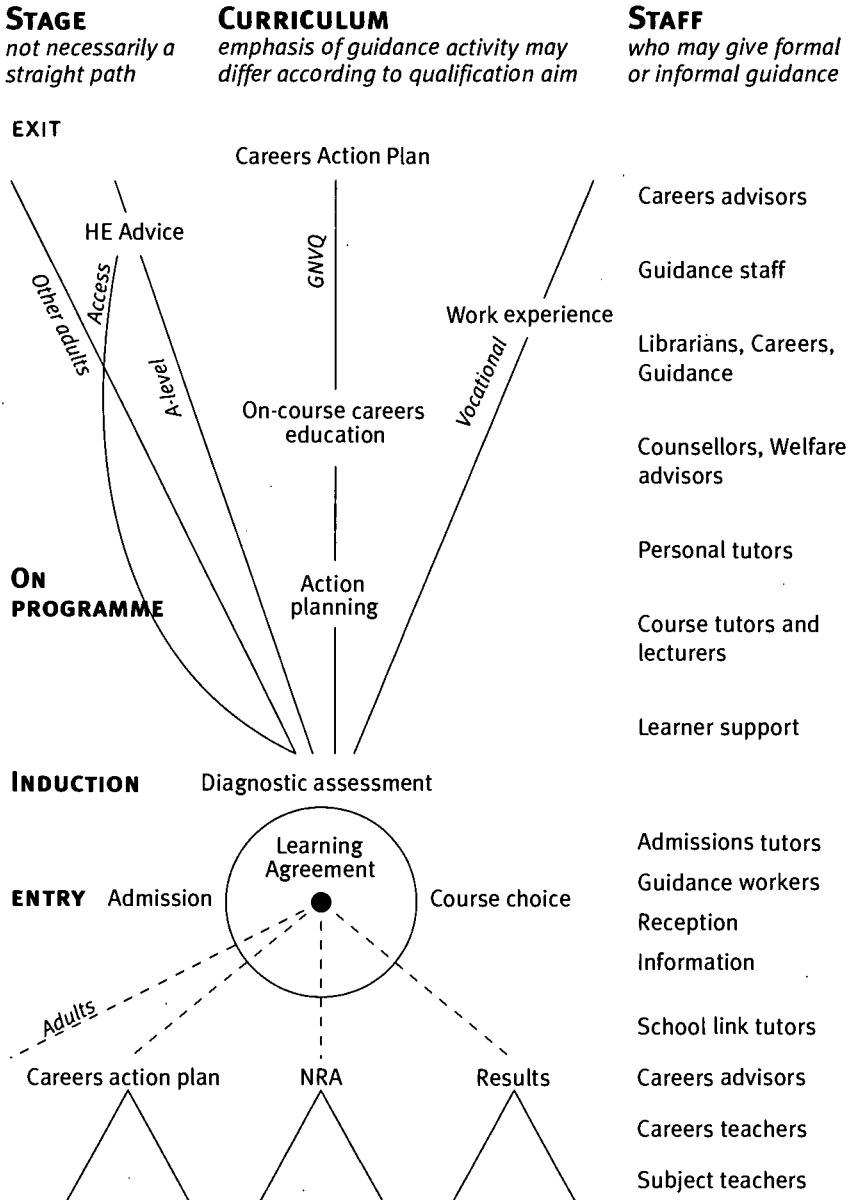 STAGE
not necessarily a
straight path
CURRICULUM
emphasis of guidance activity may
differ according to qualification aim
STAFF
who may give formal
or informal guidance
EXIT
Careers Action Plan
Careers advisors
HE Advice
Guidance staff
Other adults
Access
A-level
GNVQ
Work experience
Vocational
Librarians, Careers,
Guidance
On-course careers
education
Counsellors, Welfare
advisors
Personal tutors
ON
PROGRAMME
Action
planning
Course tutors and
lecturers
Learner support
INDUCTION
Diagnostic assessment
Learning
Agreement
Admissions tutors
ENTRY
Admission
Course choice
Guidance workers
Reception
Information
Adults
School link tutors
Careers action plan
NRA
Results
Careers advisors
Careers teachers
Subject teachers